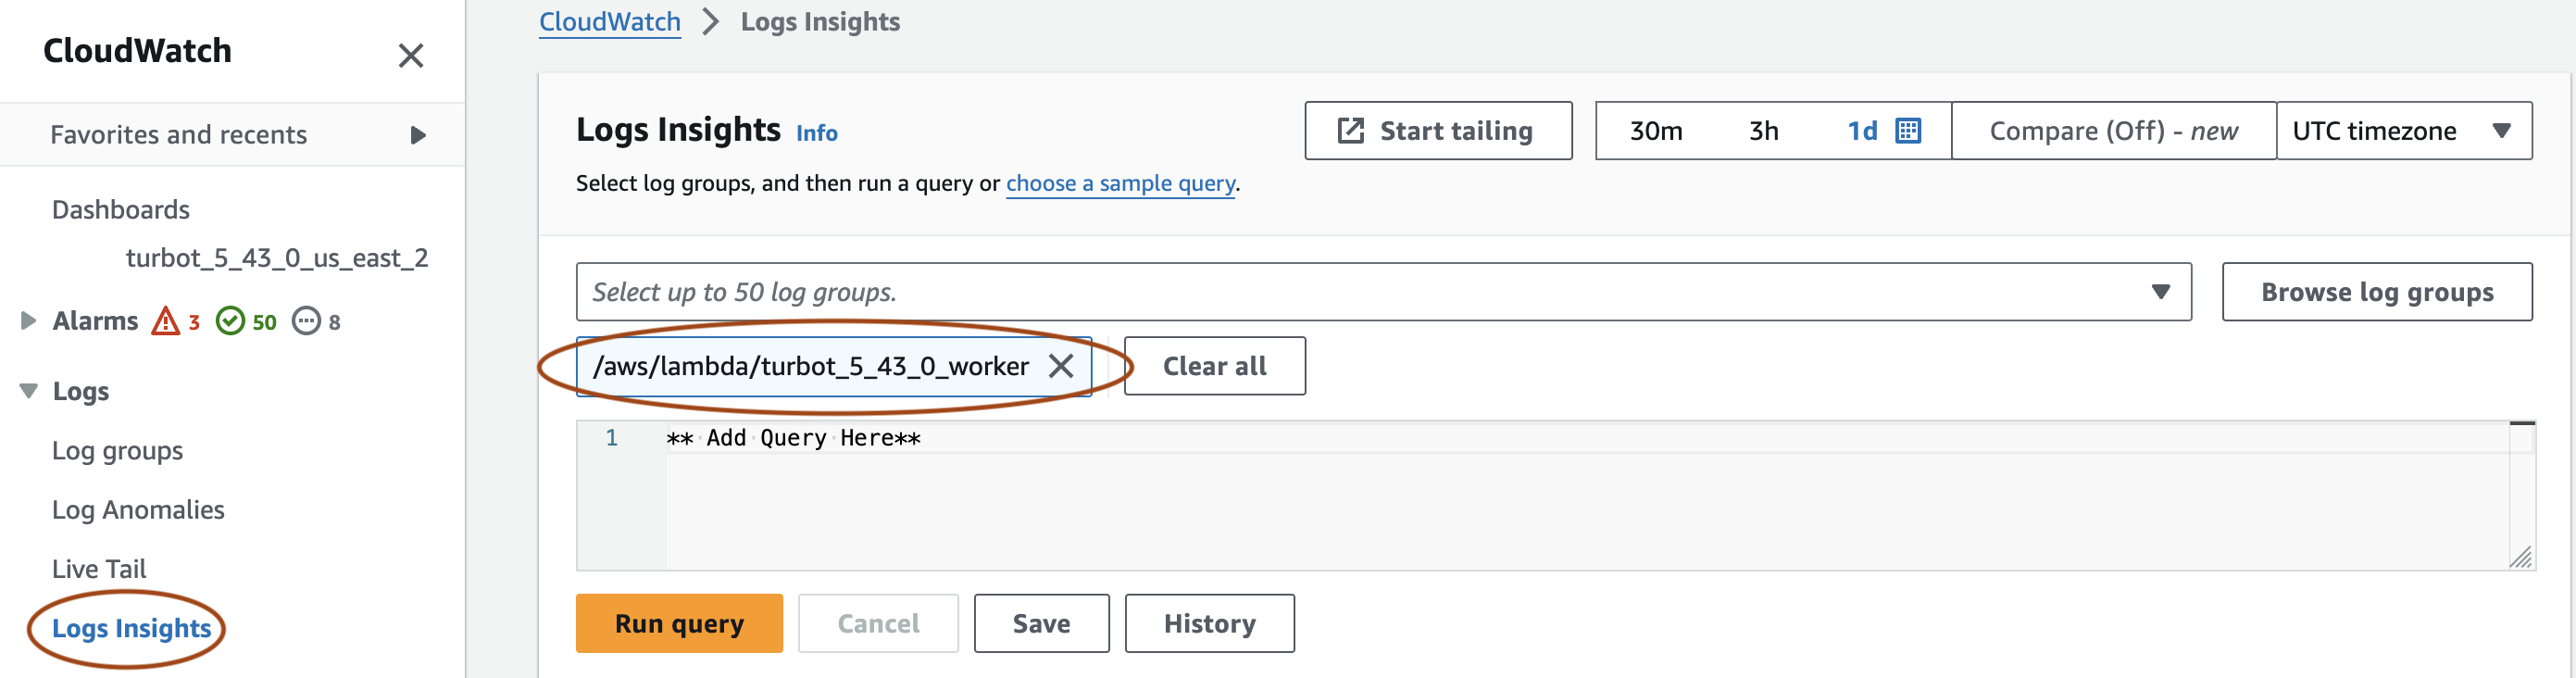 CloudWatch
Favorites and recents
Dashboards
turbot_5_43_0_us_east_2
Alarms 3 50 8
Logs
Log groups
Log Anomalies
Live Tail
Logs Insights
CloudWatch > Logs Insights
Logs Insights Info
Start tailing
30m 3h 1d
Compare (Off) - new
UTC timezone
Select log groups, and then run a query or choose a sample query.
Select up to 50 log groups.
Browse log groups
/aws/lambda/turbot_5_43_0_worker
Clear all
1 ** Add Query Here**
Run query
Cancel
Save
History